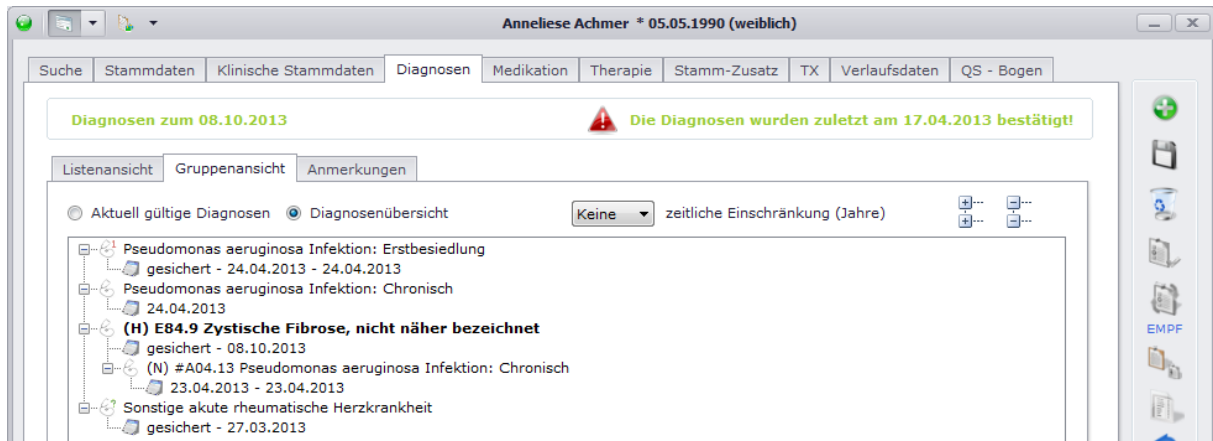 Anneliese Achmer * 05.05.1990 (weiblich)
Suche Stammdaten Klinische Stammdaten Diagnosen Medikation Therapie Stamm-Zusatz TX Verlaufsdaten QS - Bogen
Diagnosen zum 08.10.2013 Die Diagnosen wurden zuletzt am 17.04.2013 bestätigt!
Listenansicht Gruppenansicht Anmerkungen
Aktuell gültige Diagnosen Diagnosenübersicht Keine zeitliche Einschränkung (Jahre)
Pseudomonas aeruginosa Infektion: Erstbesiedlung
gesichert - 24.04.2013 - 24.04.2013
Pseudomonas aeruginosa Infektion: Chronisch
24.04.2013
(H) E84.9 Zystische Fibrose, nicht näher bezeichnet
EMPF
gesichert - 08.10.2013
(N) #A04.13 Pseudomonas aeruginosa Infektion: Chronisch
23.04.2013 - 23.04.2013
Sonstige akute rheumatische Herzkrankheit
gesichert - 27.03.2013